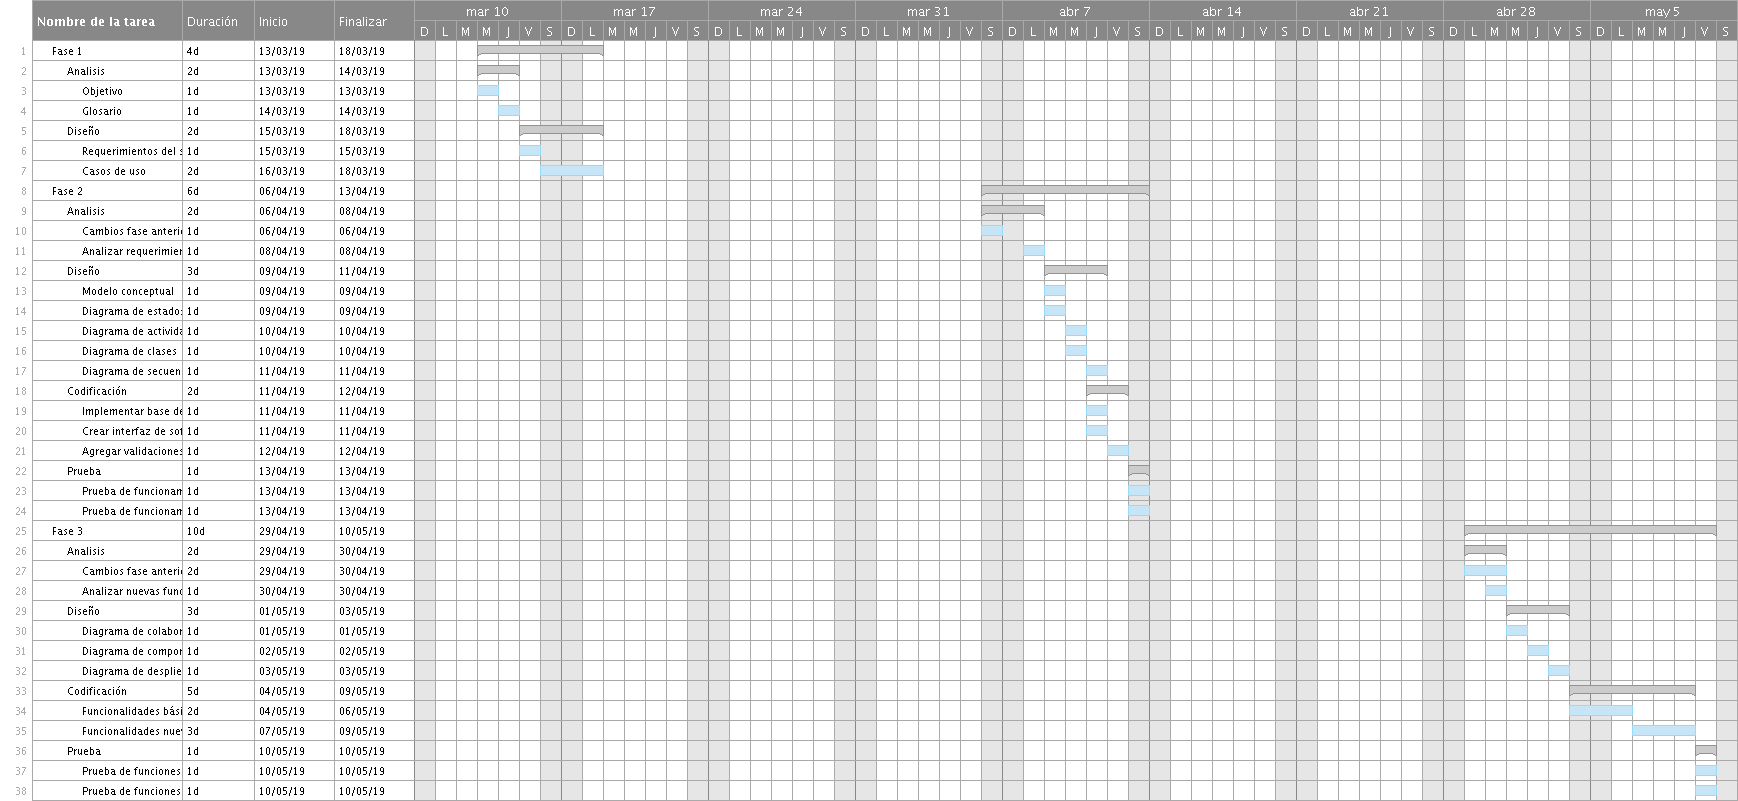 Nombre de la tarea Duración Inicio Finalizar mar 10 mar 17 mar 24 mar 31 abr 7 abr 14 abr 21 abr 28 may 5
D L M M J V S D L M M J V S D L M M J V S D L M M J V S D L M M J V S D L M M J V S D L M M J V S D L M M J V S D L M M J V S
1 Fase 1 4d 13/03/19 18/03/19
2 Analisis 2d 13/03/19 14/03/19
3 Objetivo 1d 13/03/19 13/03/19
4 Glosario 1d 14/03/19 14/03/19
5 Diseño 2d 15/03/19 18/03/19
6 Requerimientos del s 1d 15/03/19 15/03/19
7 Casos de uso 2d 16/03/19 18/03/19
8 Fase 2 6d 06/04/19 13/04/19
9 Analisis 2d 06/04/19 08/04/19
10 Cambios fase anteri 1d 06/04/19 06/04/19
11 Analizar requerimier 1d 08/04/19 08/04/19
12 Diseño 3d 09/04/19 11/04/19
13 Modelo conceptual 1d 09/04/19 09/04/19
14 Diagrama de estado 1d 09/04/19 09/04/19
15 Diagrama de activida 1d 10/04/19 10/04/19
16 Diagrama de clases 1d 10/04/19 10/04/19
17 Diagrama de secuen 1d 11/04/19 11/04/19
18 Codificación 2d 11/04/19 12/04/19
19 Implementar base de 1d 11/04/19 11/04/19
20 Crear interfaz de sof 1d 11/04/19 11/04/19
21 Agregar validaciones 1d 12/04/19 12/04/19
22 Prueba 1d 13/04/19 13/04/19
23 Prueba de funcionam 1d 13/04/19 13/04/19
24 Prueba de funcionam 1d 13/04/19 13/04/19
25 Fase 3 10d 29/04/19 10/05/19
26 Analisis 2d 29/04/19 30/04/19
27 Cambios fase anteri 2d 29/04/19 30/04/19
28 Analizar nuevas func 1d 30/04/19 30/04/19
29 Diseño 3d 01/05/19 03/05/19
30 Diagrama de colabor 1d 01/05/19 01/05/19
31 Diagrama de compor 1d 02/05/19 02/05/19
32 Diagrama de desplie 1d 03/05/19 03/05/19
33 Codificación 5d 04/05/19 09/05/19
34 Funcionalidades bási 2d 04/05/19 06/05/19
35 Funcionalidades nuev 3d 07/05/19 09/05/19
36 Prueba 1d 10/05/19 10/05/19
37 Prueba de funciones 1d 10/05/19 10/05/19
38 Prueba de funciones 1d 10/05/19 10/05/19